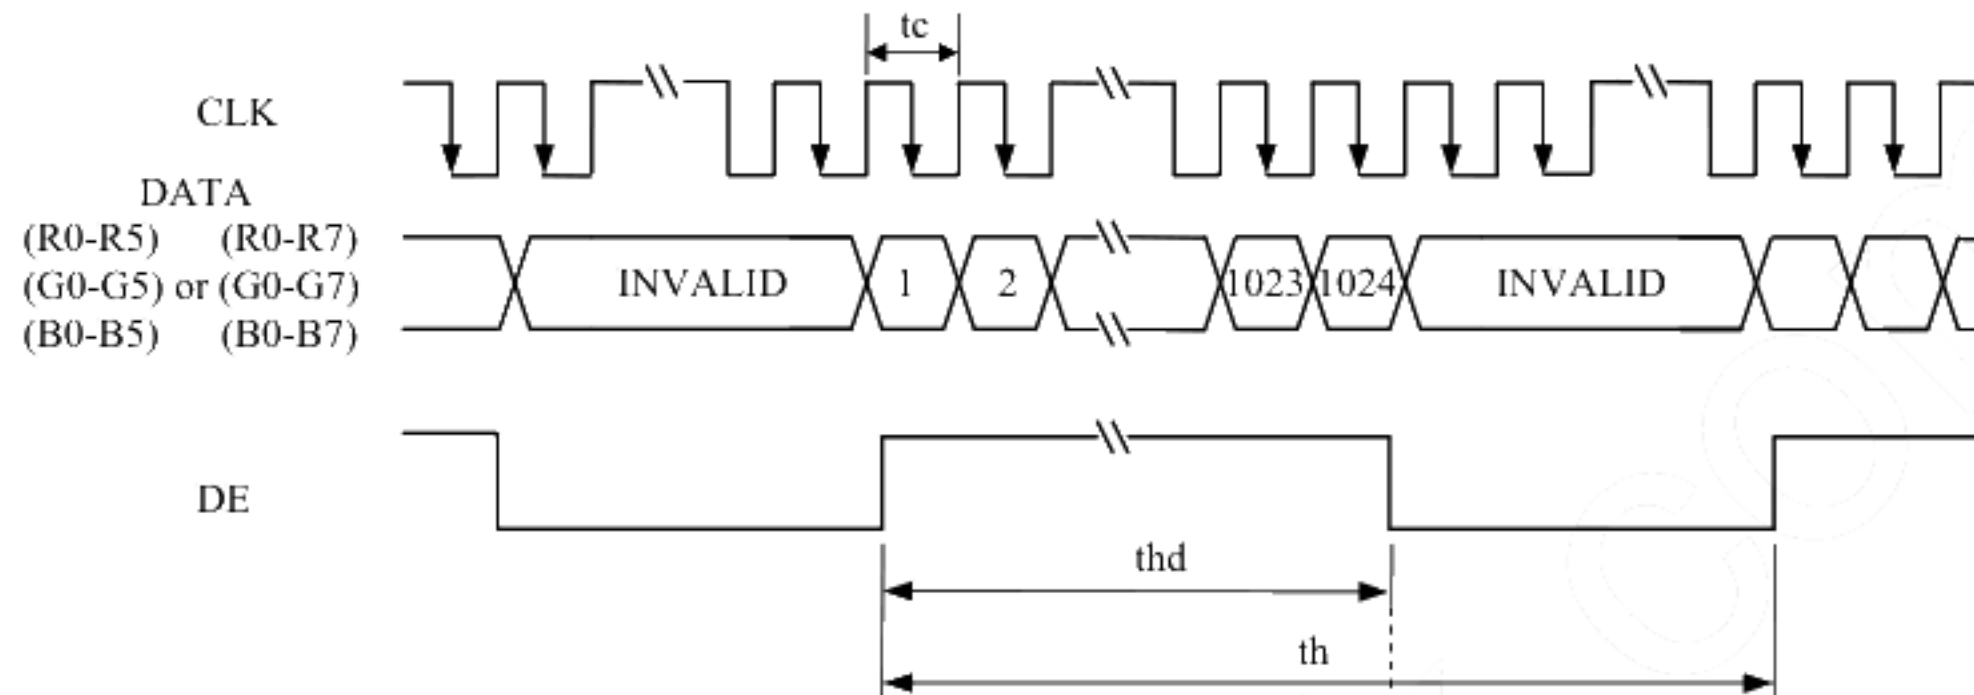 tc
CLK
DATA
(R0-R5) (R0-R7)
(G0-G5) or (G0-G7)
(B0-B5) (B0-B7)
INVALID 1 2 1023 1024 INVALID
DE
thd
th